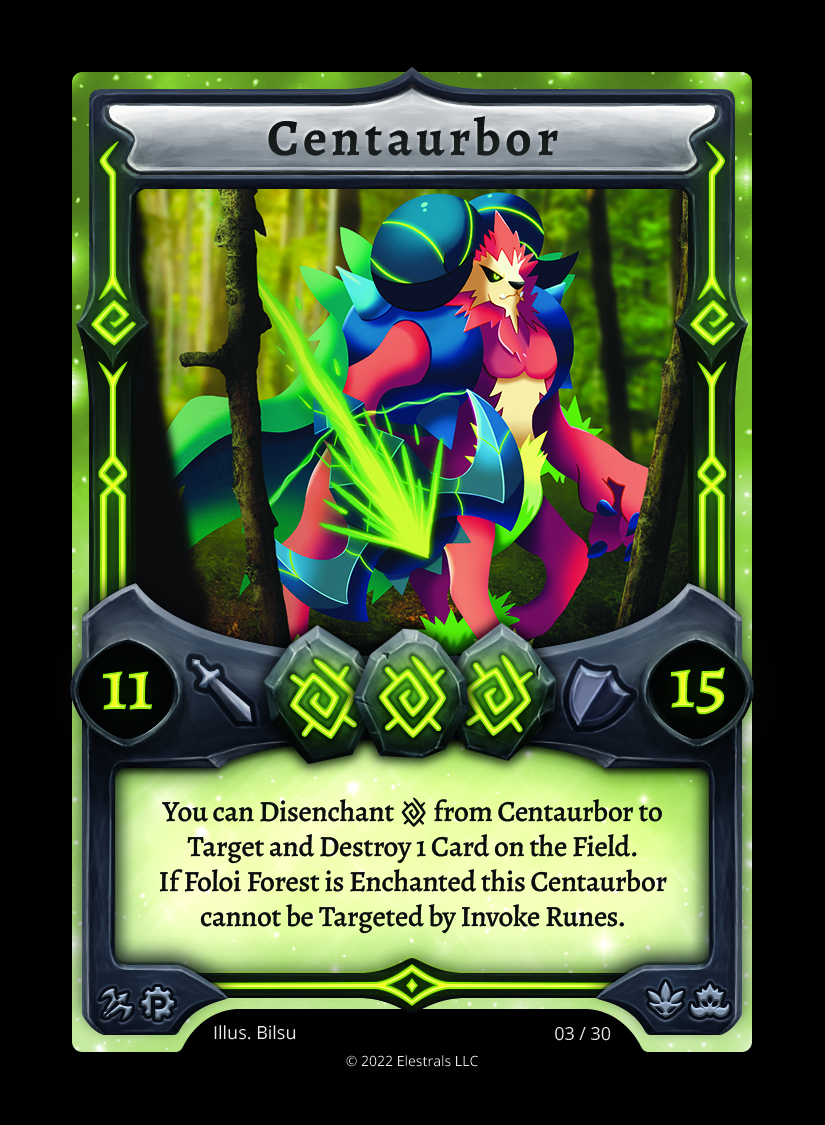 Centaurbor
11
15
You can Disenchant from Centaurbor to
Target and Destroy 1 Card on the Field.
If Foloi Forest is Enchanted this Centaurbor
cannot be Targeted by Invoke Runes.
Illus. Bilsu
03 / 30
© 2022 Elestrals LLC